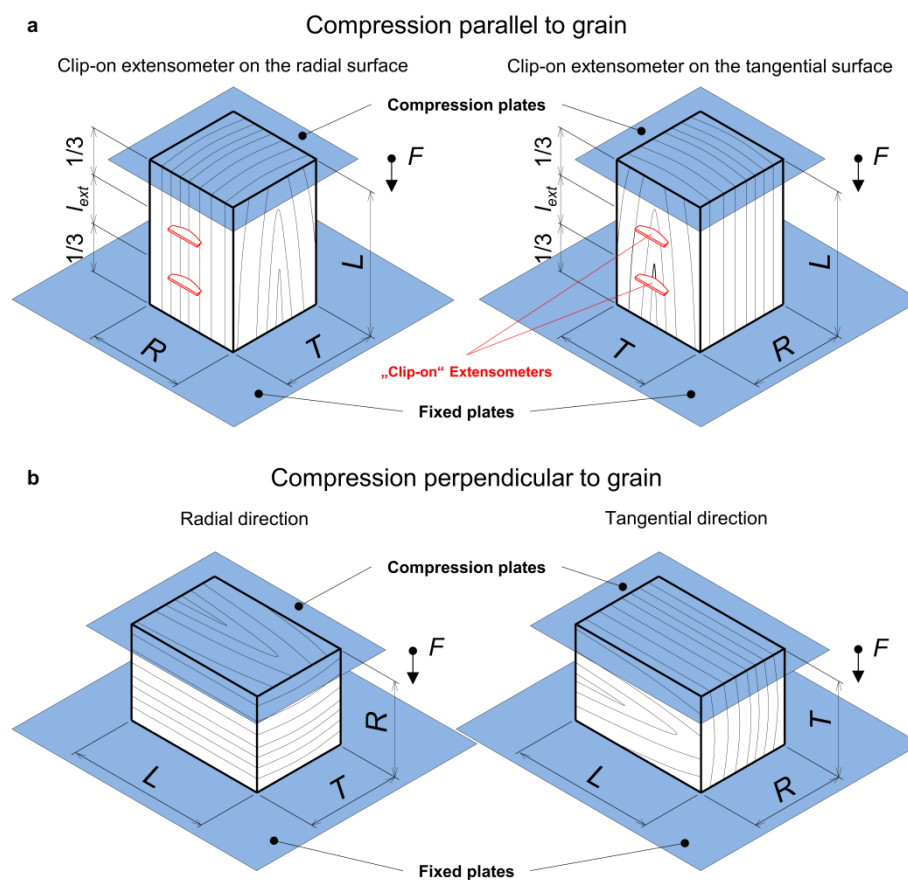 a
Compression parallel to grain
Clip-on extensometer on the radial surface
Clip-on extensometer on the tangential surface
Compression plates
1/3
l_ext
1/3
F
L
R
T
1/3
l_ext
1/3
F
L
T
R
„Clip-on“ Extensometers
Fixed plates
b
Compression perpendicular to grain
Radial direction
Tangential direction
Compression plates
F
R
L
T
F
T
L
R
Fixed plates